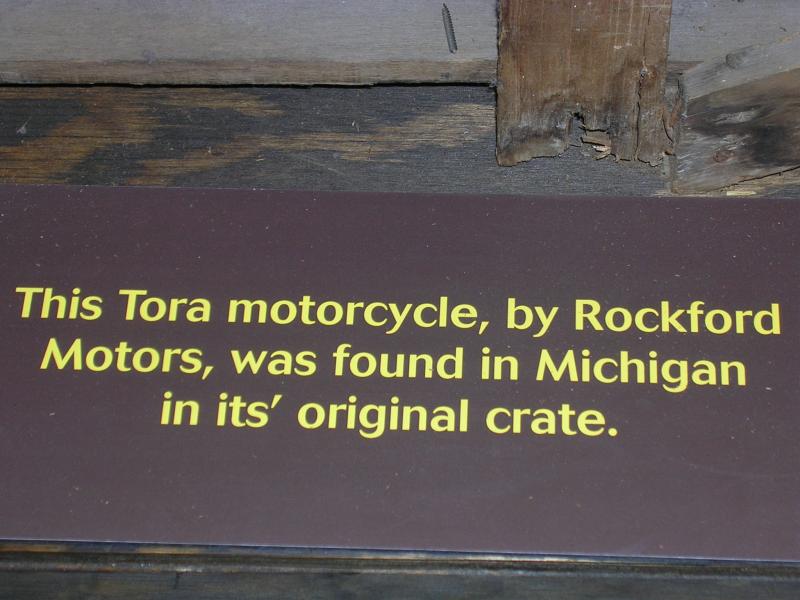 This Tora motorcycle, by Rockford
Motors, was found in Michigan
in its’ original crate.